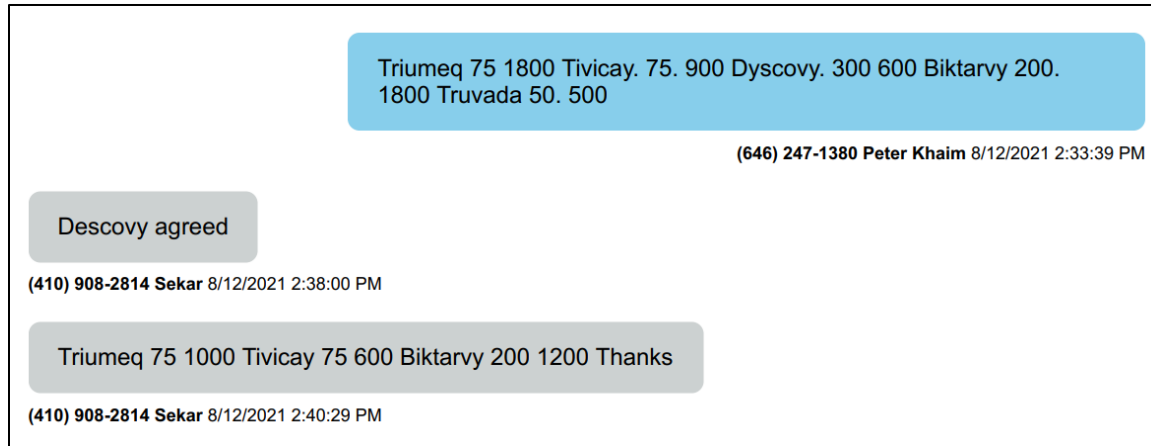 Triumeq 75 1800 Tivicay. 75. 900 Dyscovy. 300 600 Biktarvy 200.
1800 Truvada 50. 500
(646) 247-1380 Peter Khaim 8/12/2021 2:33:39 PM
Descovy agreed
(410) 908-2814 Sekar 8/12/2021 2:38:00 PM
Triumeq 75 1000 Tivicay 75 600 Biktarvy 200 1200 Thanks
(410) 908-2814 Sekar 8/12/2021 2:40:29 PM